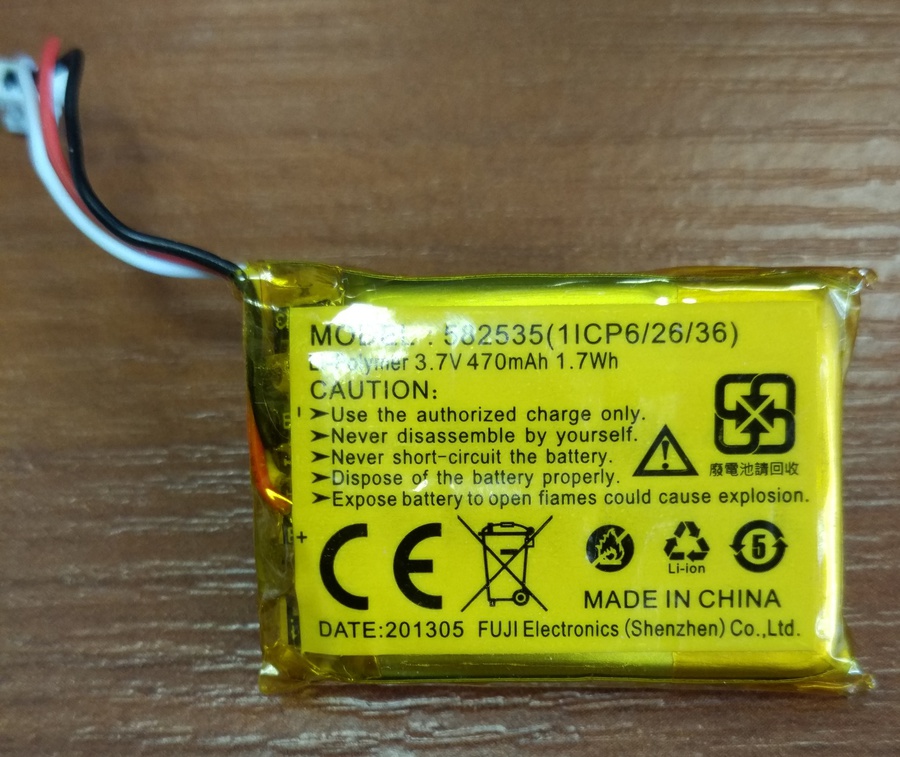 MODEL : 582535(1ICP6/26/36)
Li-Polymer 3.7V 470mAh 1.7Wh
CAUTION:
➤Use the authorized charge only.
➤Never disassemble by yourself.
➤Never short-circuit the battery.
➤Dispose of the battery properly.
➤Expose battery to open fiames could cause explosion.
廢電池請回收
-
+
CE
Li-ion
5
MADE IN CHINA
DATE:201305 FUJI Electronics (Shenzhen) Co.,Ltd.